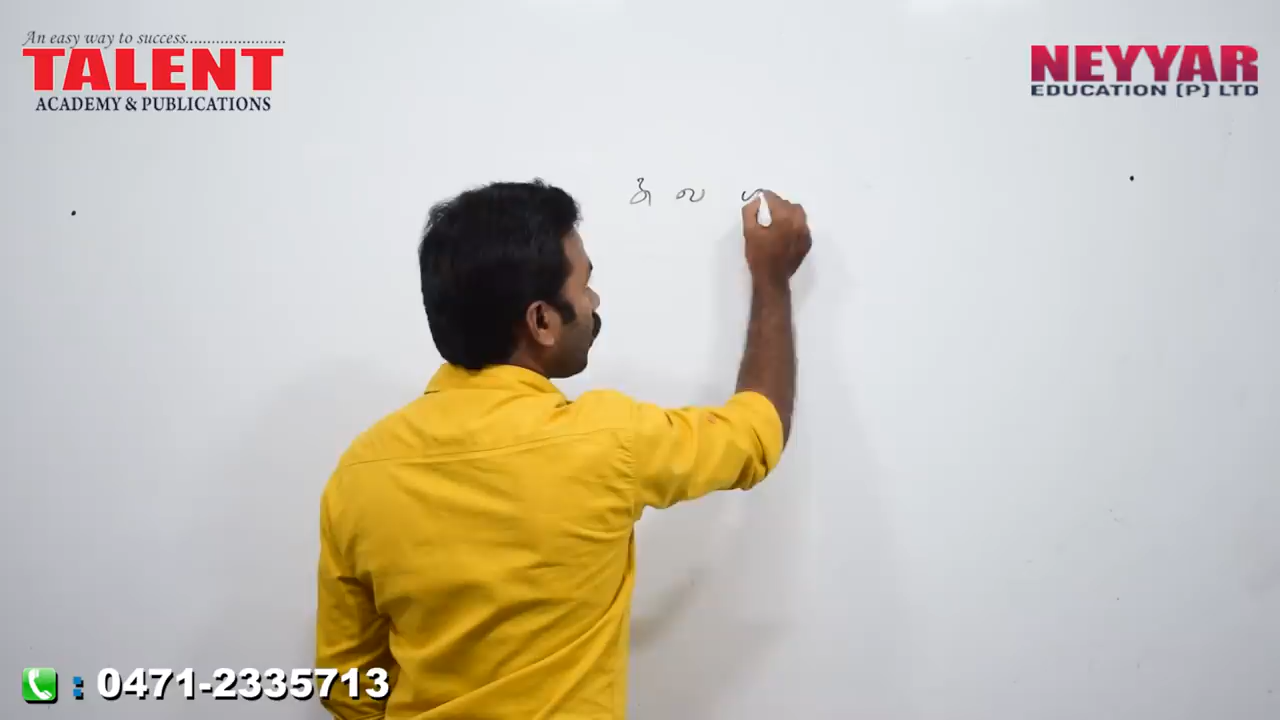 An easy way to success.......................
TALENT
ACADEMY & PUBLICATIONS
NEYYAR
EDUCATION (P) LTD
: 0471-2335713